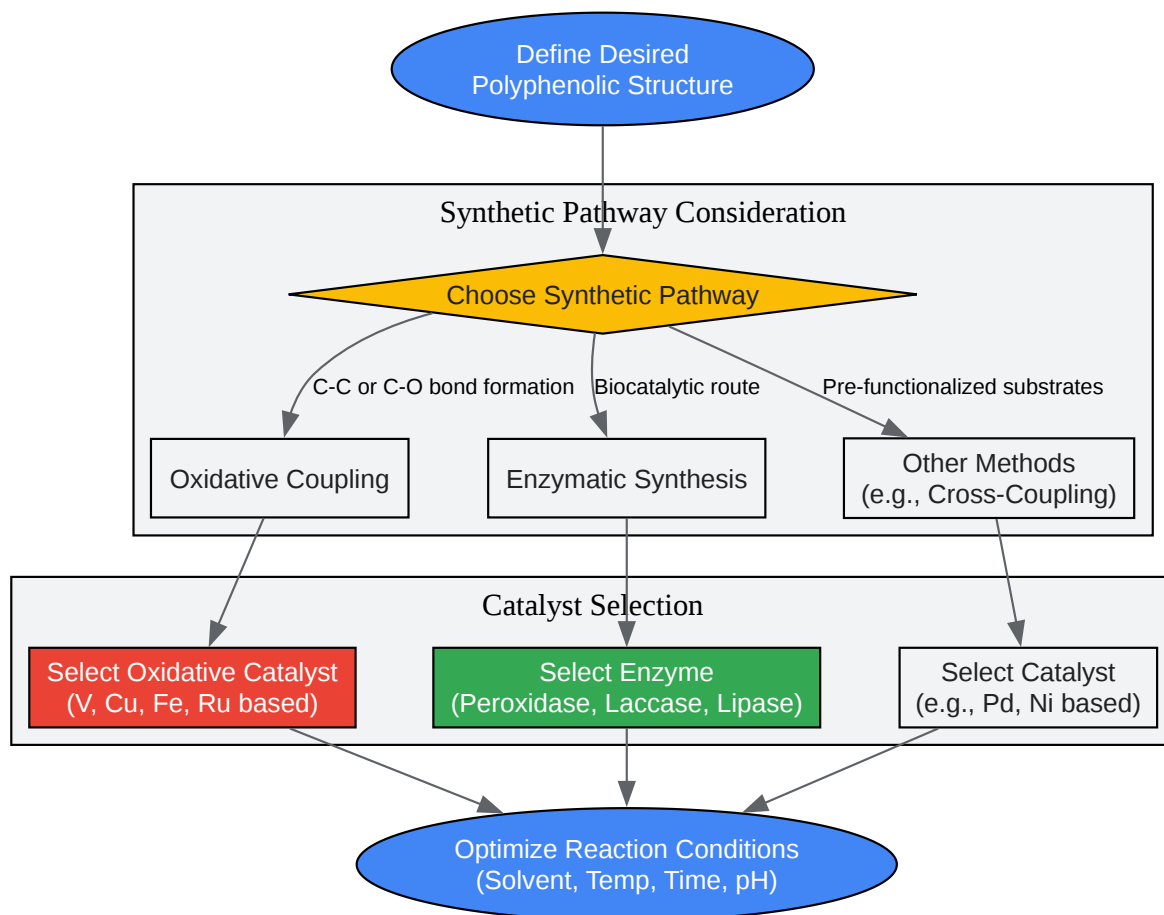 Define Desired
Polyphenolic Structure
Synthetic Pathway Consideration
Choose Synthetic Pathway
C-C or C-O bond formation
Biocatalytic route
Pre-functionalized substrates
Oxidative Coupling
Enzymatic Synthesis
Other Methods
(e.g., Cross-Coupling)
Catalyst Selection
Select Oxidative Catalyst
(V, Cu, Fe, Ru based)
Select Enzyme
(Peroxidase, Laccase, Lipase)
Select Catalyst
(e.g., Pd, Ni based)
Optimize Reaction Conditions
(Solvent, Temp, Time, pH)